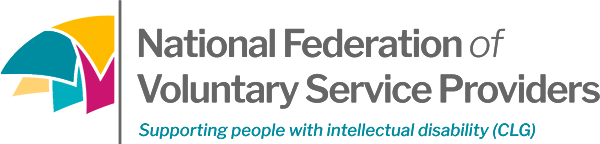 National Federation of
Voluntary Service Providers
Supporting people with intellectual disability (CLG)